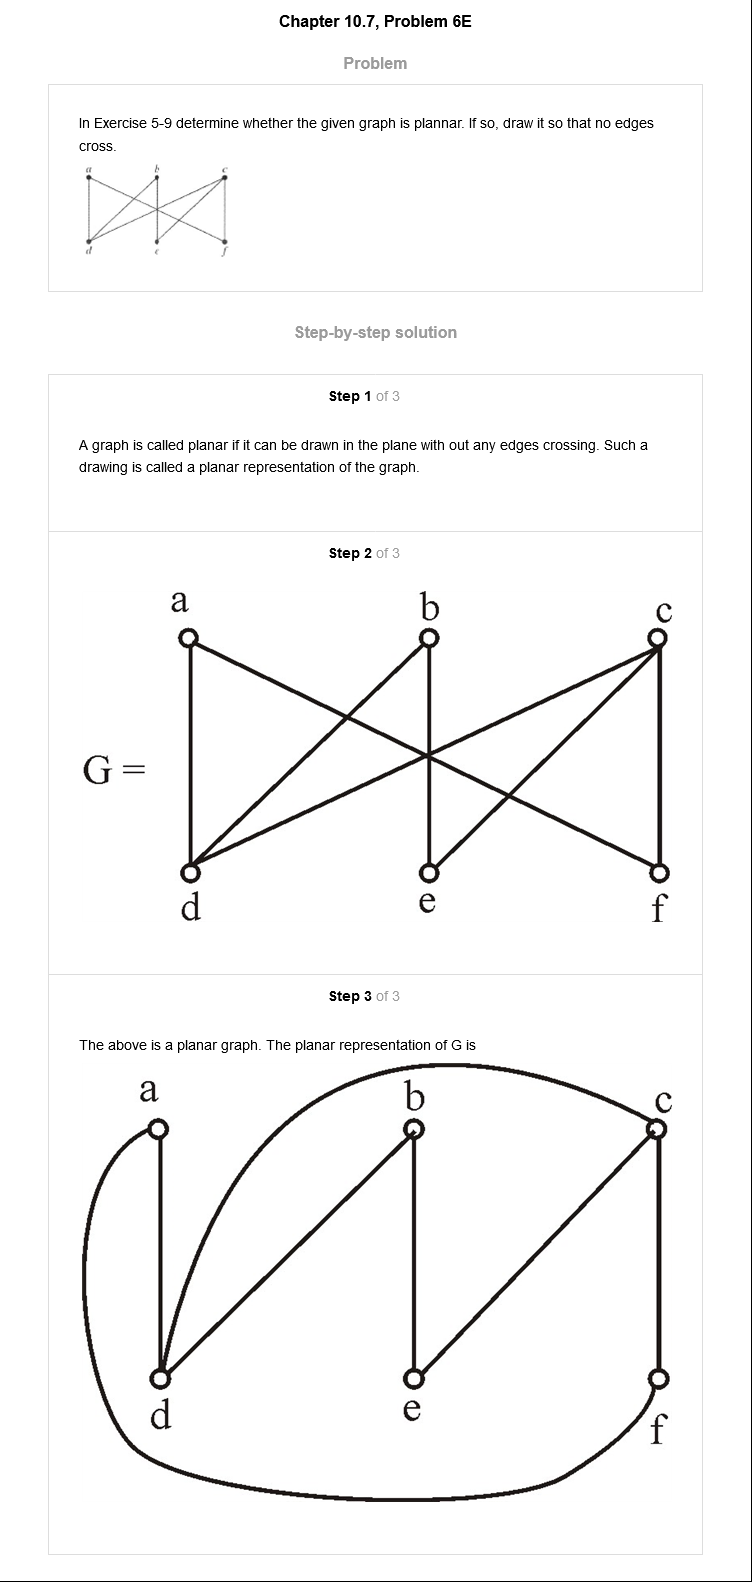 Chapter 10.7, Problem 6E
Problem
In Exercise 5-9 determine whether the given graph is plannar. If so, draw it so that no edges
cross.
a b c
d e f
Step-by-step solution
Step 1 of 3
A graph is called planar if it can be drawn in the plane with out any edges crossing. Such a
drawing is called a planar representation of the graph.
Step 2 of 3
a b c
G =
d e f
Step 3 of 3
The above is a planar graph. The planar representation of G is
a b c
d e f